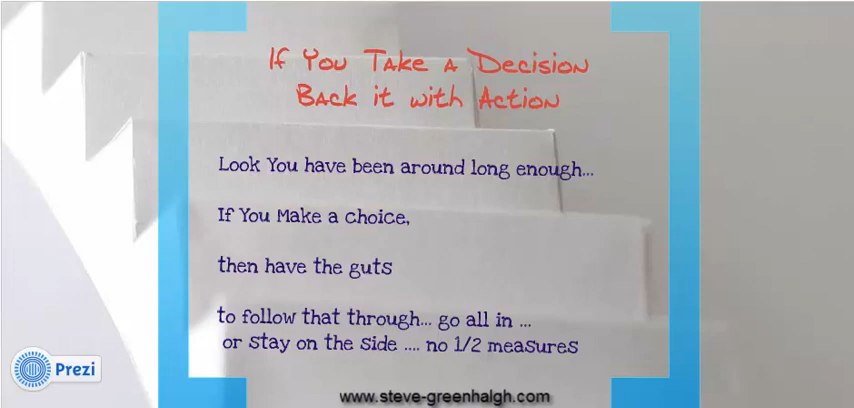 If You Take a Decision
Back it with Action
Look You have been around long enough...
If You Make a choice,
then have the guts
to follow that through... go all in ...
or stay on the side .... no 1/2 measures
Prezi
www.steve-greenhalgh.com